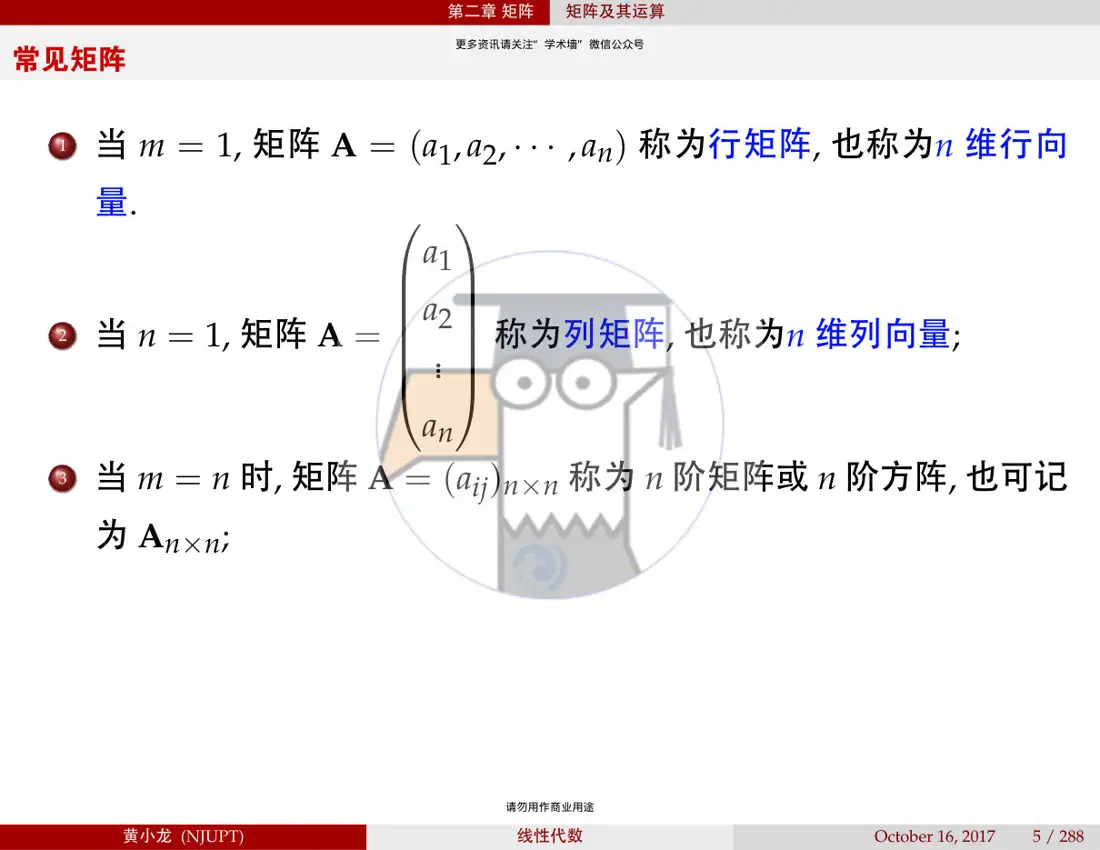 第二章 矩阵 矩阵及其运算
更多资讯请关注“学术墙”微信公众号
常见矩阵
1 当 m = 1, 矩阵 A = (a₁, a₂, ⋯ , aₙ) 称为行矩阵, 也称为n 维行向
量.
2 当 n = 1, 矩阵 A = (a₁ a₂ ⋮ aₙ) 称为列矩阵, 也称为n 维列向量;
3 当 m = n 时, 矩阵 A = (aᵢⱼ)ₙ×ₙ 称为 n 阶矩阵或 n 阶方阵, 也可记
为 Aₙ×ₙ;
请勿用作商业用途
黄小龙 (NJUPT) 线性代数 October 16, 2017 5 / 288